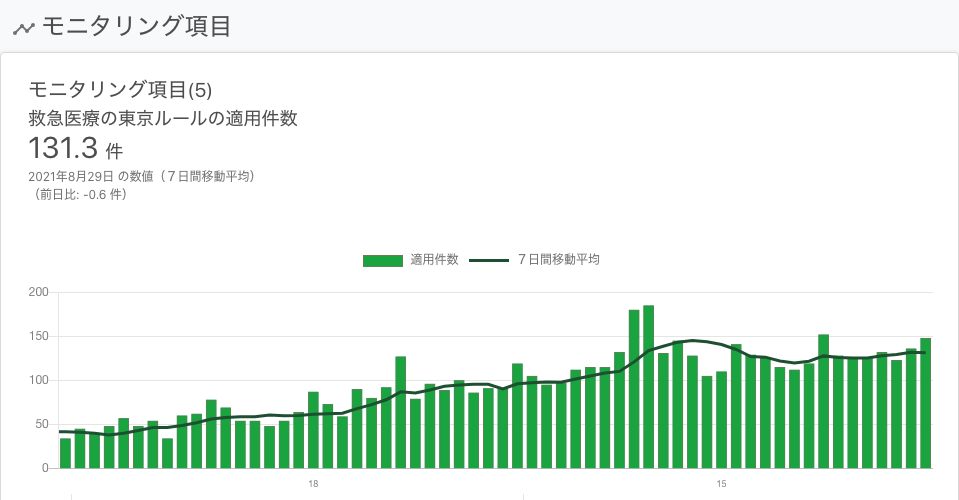 モニタリング項目
モニタリング項目(5)
救急医療の東京ルールの適用件数
131.3 件
2021年8月29日 の数値（７日間移動平均）
（前日比: -0.6 件）
適用件数 ７日間移動平均
200
150
100
50
0
18 15